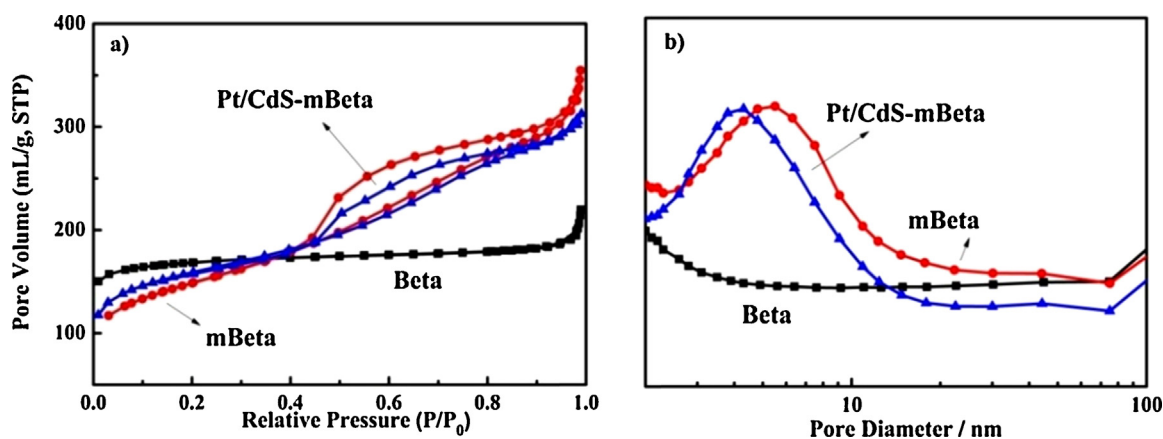 a)
Pt/CdS-mBeta
Beta
mBeta
400
300
200
100
0.0 0.2 0.4 0.6 0.8 1.0
Pore Volume (mL/g, STP)
Relative Pressure (P/P₀)
b)
Pt/CdS-mBeta
mBeta
Beta
10 100
Pore Diameter / nm